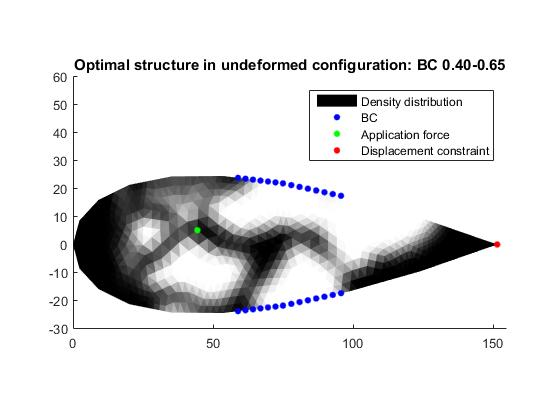 Optimal structure in undeformed configuration: BC 0.40-0.65
60
50
40
30
20
10
0
-10
-20
-30
0
50
100
150
Density distribution
BC
Application force
Displacement constraint